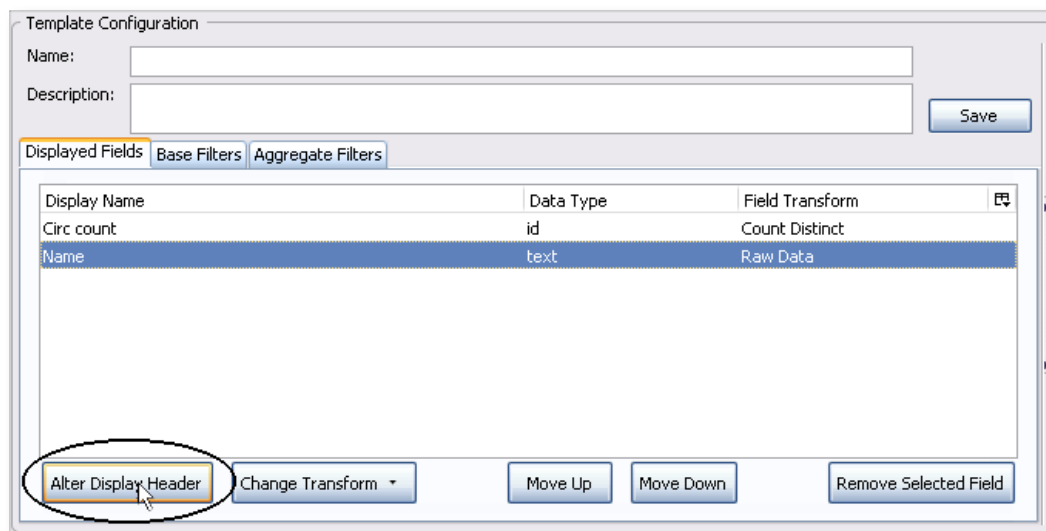 Template Configuration
Name:
Description:
Save
Displayed Fields Base Filters Aggregate Filters
Display Name Data Type Field Transform
Circ count id Count Distinct
Name text Raw Data
Alter Display Header Change Transform Move Up Move Down Remove Selected Field